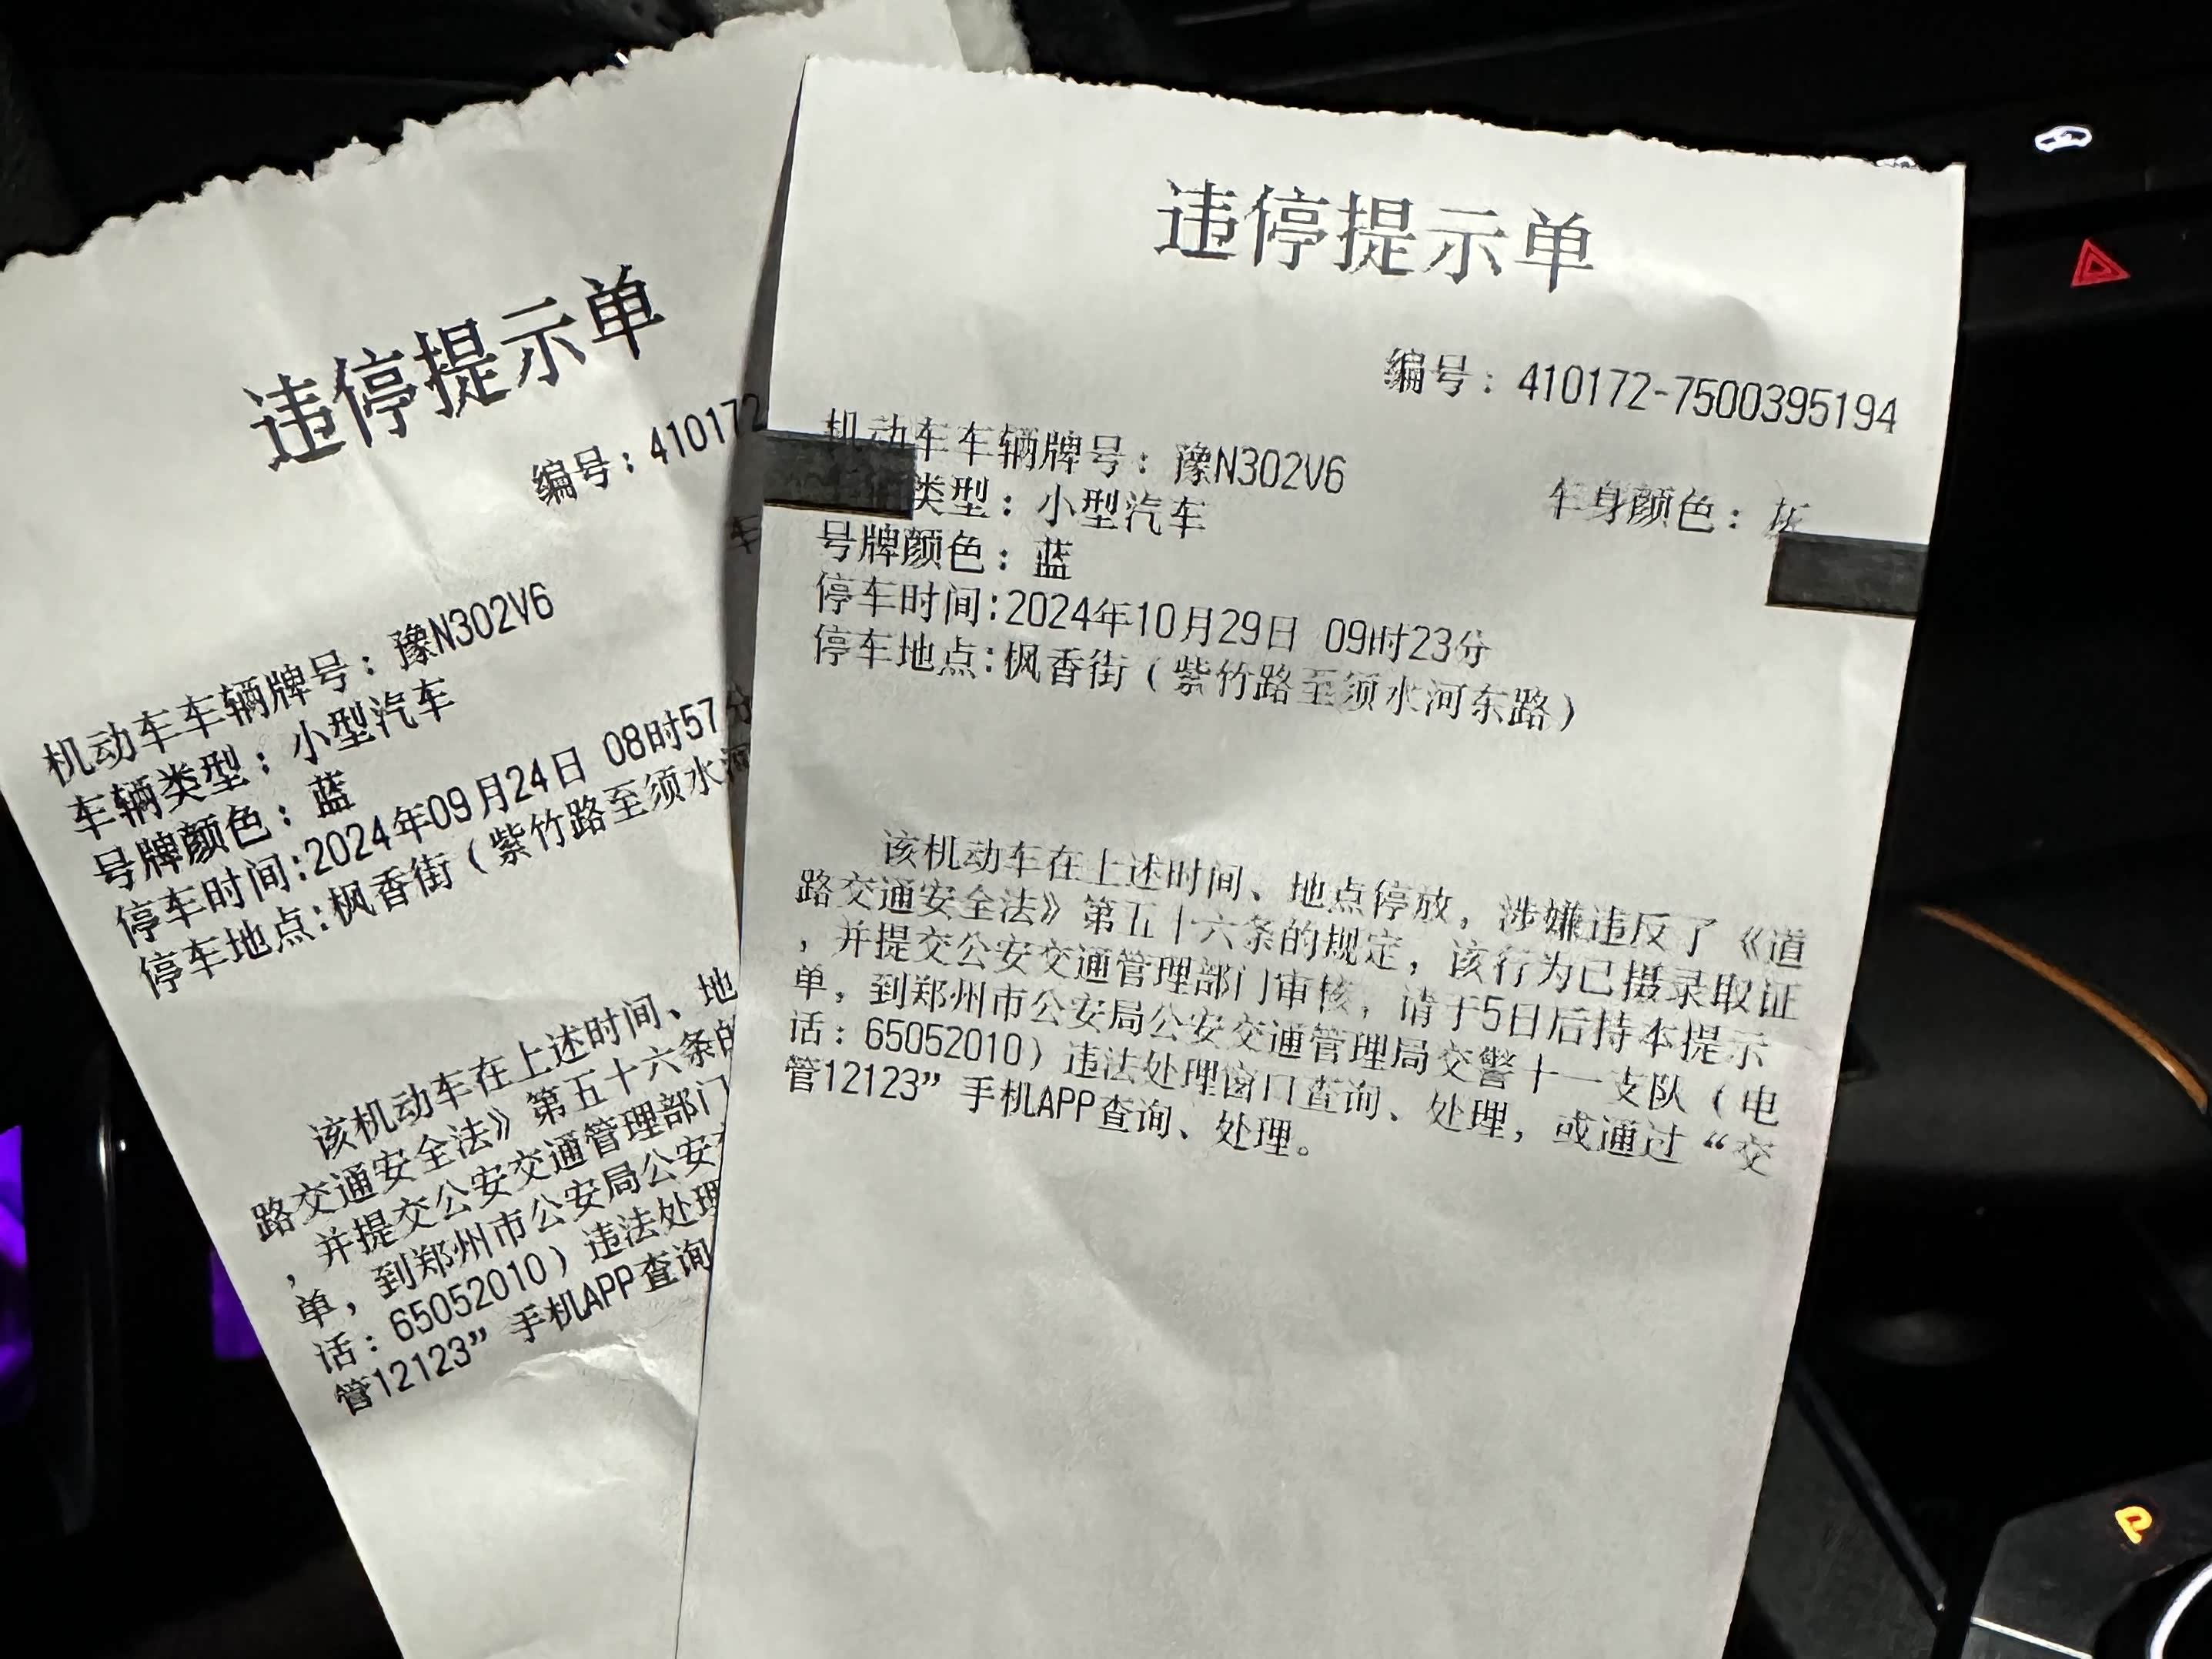 违停提示单
编号：410172
机动车车辆牌号：豫N302V6
车辆类型：小型汽车
车
号牌颜色：蓝
停车时间:2024年09月24日 08时57分
停车地点:枫香街（紫竹路至须水河
该机动车在上述时间、地
路交通安全法》第五十六条的
，并提交公安交通管理部门
单，到郑州市公安局公安交
话：65052010）违法处理
管12123”手机APP查询
违停提示单
编号：410172-7500395194
机动车车辆牌号：豫N302V6
类型：小型汽车
车身颜色：
号牌颜色：蓝
停车时间:2024年10月29日 09时23分
停车地点:枫香街（紫竹路至须水河东路）
该机动车在上述时间、地点停放，涉嫌违反了《道
路交通安全法》第五十六条的规定，该行为已摄录取证
，并提交公安交通管理部门审核，请于5日后持本提示
单，到郑州市公安局公安交通管理局交警十一支队（电
话：65052010）违法处理窗口查询、处理，或通过“交
管12123”手机APP查询、处理。
P